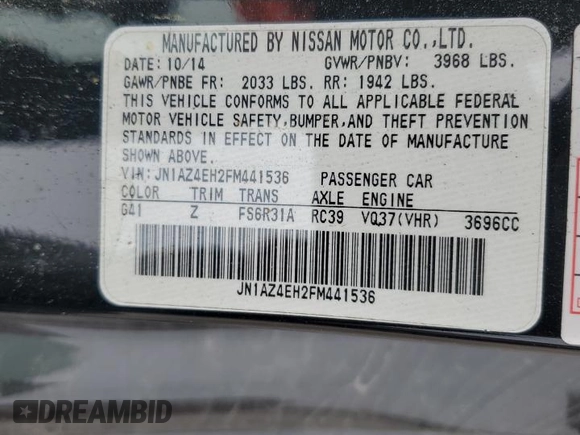 MANUFACTURED BY NISSAN MOTOR CO.,LTD.
DATE: 10/14 GVWR/PNBV: 3968 LBS.
GAWR/PNBE FR: 2033 LBS. RR: 1942 LBS.
THIS VEHICLE CONFORMS TO ALL APPLICABLE FEDERAL
MOTOR VEHICLE SAFETY,BUMPER,AND THEFT PREVENTION
STANDARDS IN EFFECT ON THE DATE OF MANUFACTURE
SHOWN ABOVE.
VIN:JN1AZ4EH2FM441536 PASSENGER CAR
COLOR TRIM TRANS AXLE ENGINE
G41 Z FS6R31A RC39 VQ37(VHR) 3696CC
JN1AZ4EH2FM441536
DREAMBID